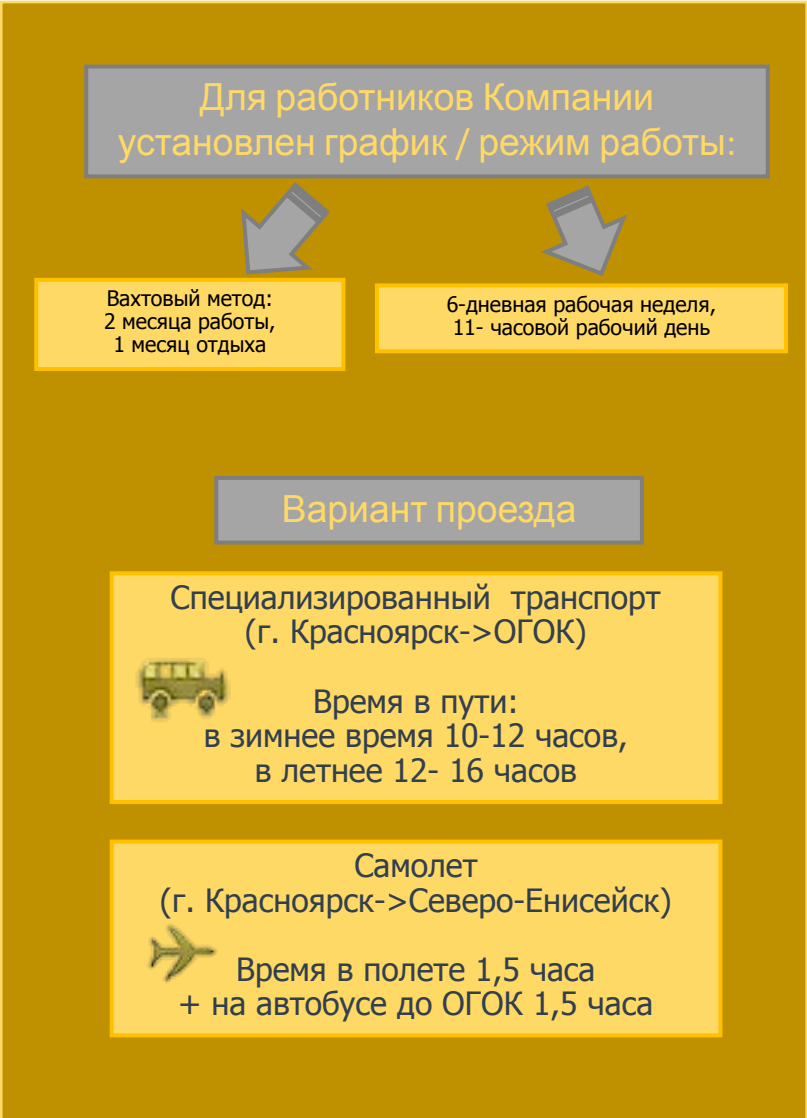 Для работников Компании
установлен график / режим работы:
Вахтовый метод:
2 месяца работы,
1 месяц отдыха
6-дневная рабочая неделя,
11- часовой рабочий день
Вариант проезда
Специализированный транспорт
(г. Красноярск->ОГОК)
Время в пути:
в зимнее время 10-12 часов,
в летнее 12- 16 часов
Самолет
(г. Красноярск->Северо-Енисейск)
Время в полете 1,5 часа
+ на автобусе до ОГОК 1,5 часа